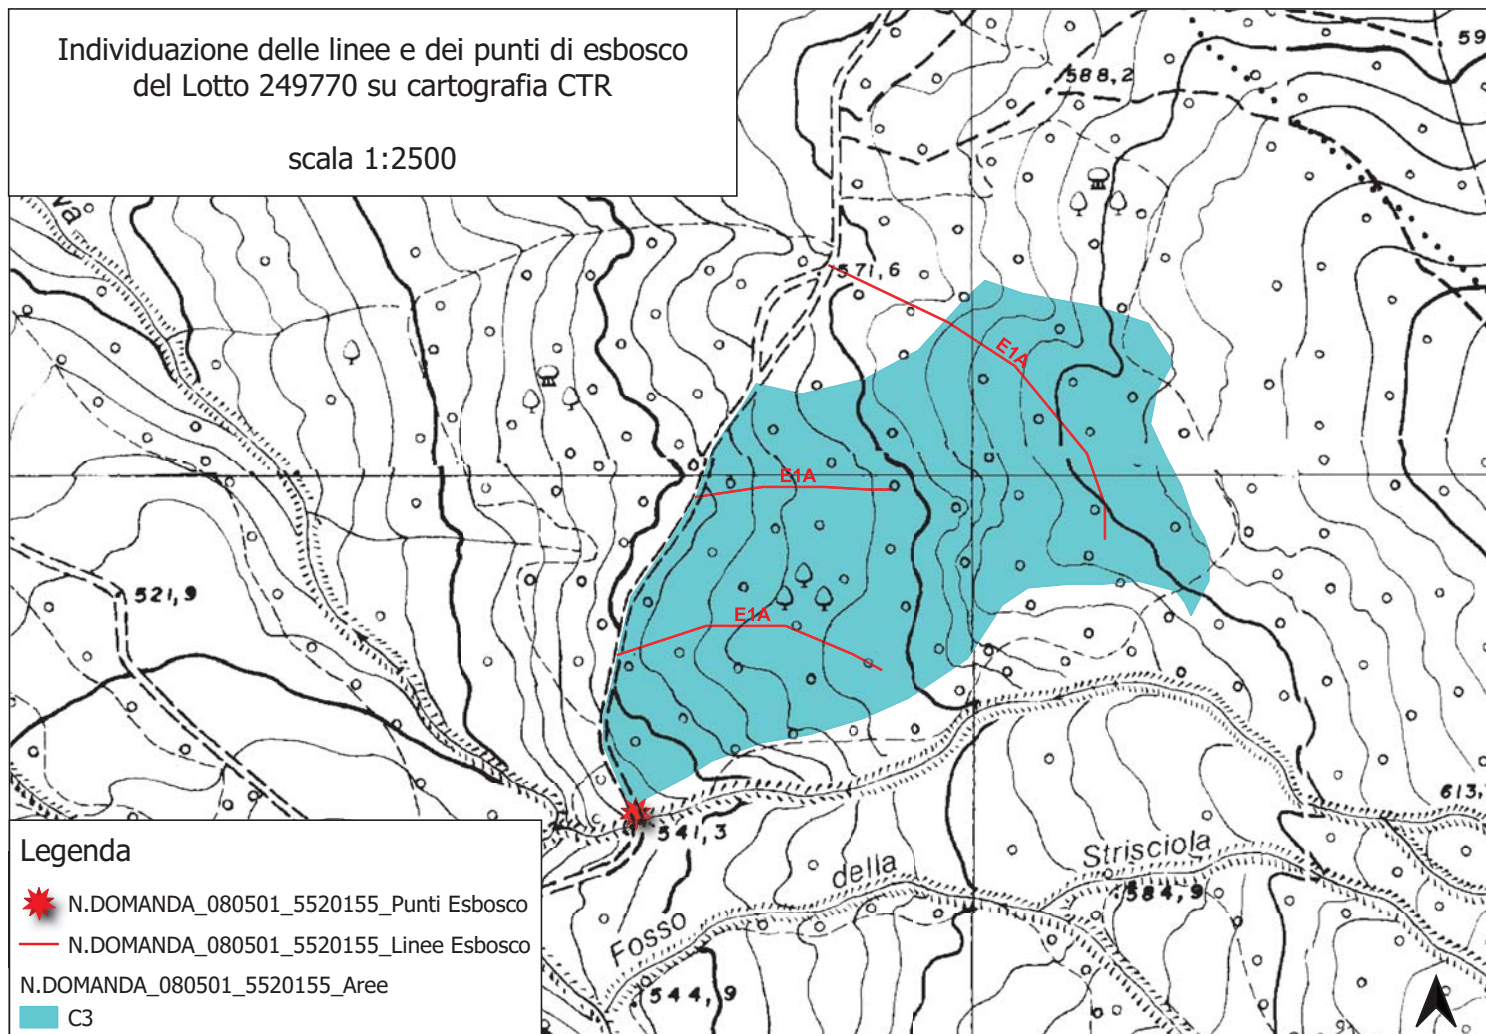 Individuazione delle linee e dei punti di esbosco
del Lotto 249770 su cartografia CTR
scala 1:2500
588,2
571,6
E1A
E1A
521,9
E1A
541,3
613,
Strisciola
della
584,9
Fosso
544,9
Legenda
N.DOMANDA_080501_5520155_Punti Esbosco
N.DOMANDA_080501_5520155_Linee Esbosco
N.DOMANDA_080501_5520155_Aree
C3